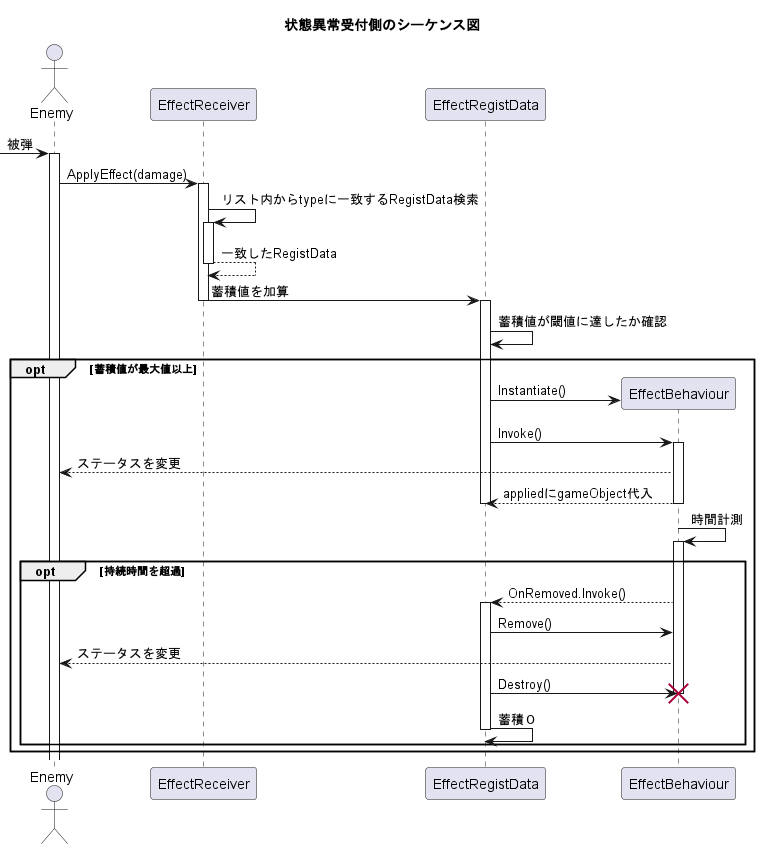 状態異常受付側のシーケンス図
Enemy
EffectReceiver
EffectRegistData
被弾
ApplyEffect(damage)
リスト内からtypeに一致するRegistData検索
一致したRegistData
蓄積値を加算
蓄積値が閾値に達したか確認
opt
[蓄積値が最大値以上]
EffectBehaviour
Instantiate()
Invoke()
ステータスを変更
appliedにgameObject代入
時間計測
opt
[持続時間を超過]
OnRemoved.Invoke()
Remove()
ステータスを変更
Destroy()
蓄積０
Enemy
EffectReceiver
EffectRegistData
EffectBehaviour